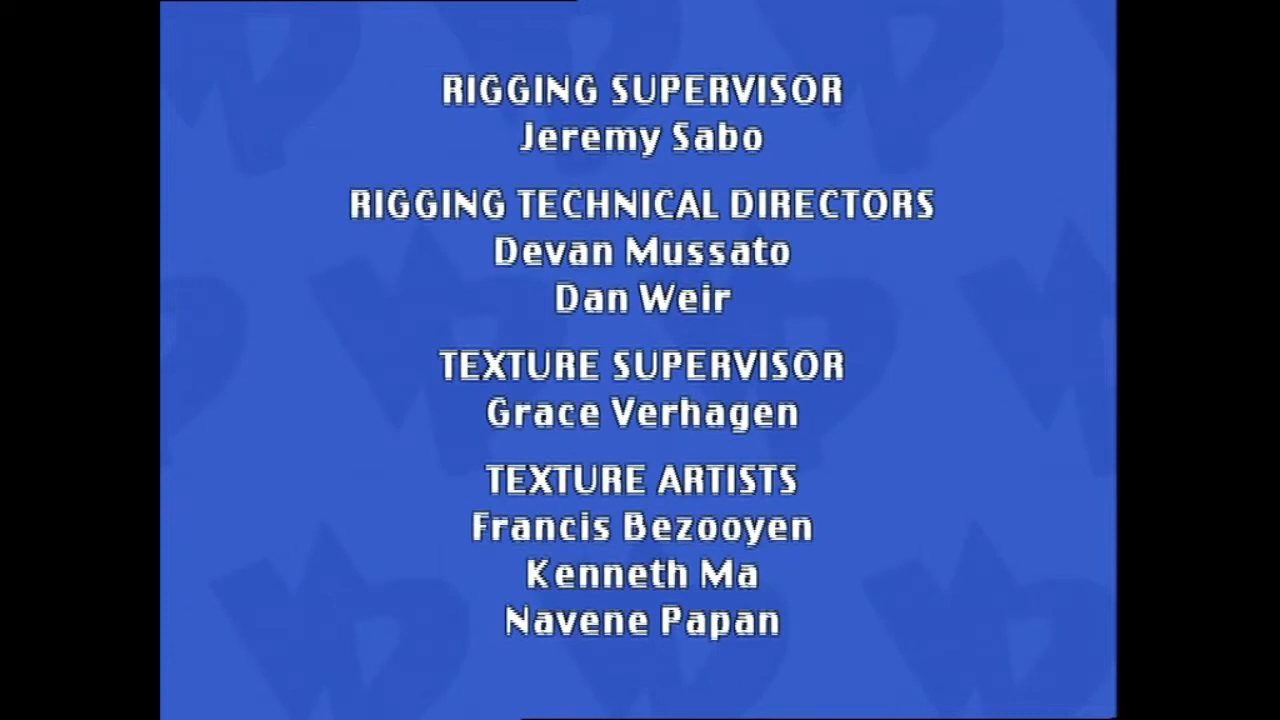 RIGGING SUPERVISOR
Jeremy Sabo
RIGGING TECHNICAL DIRECTORS
Devan Mussato
Dan Weir
TEXTURE SUPERVISOR
Grace Verhagen
TEXTURE ARTISTS
Francis Bezooyen
Kenneth Ma
Navene Papan